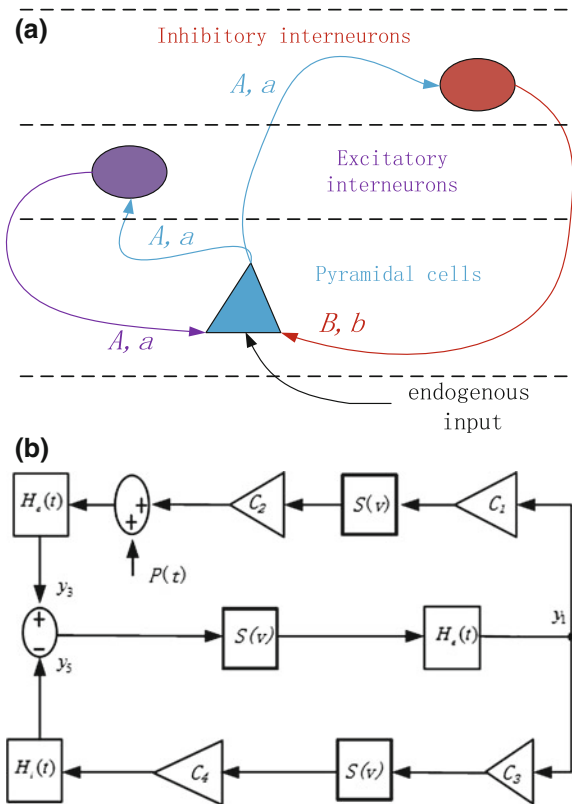 (a)
Inhibitory interneurons
A, a
Excitatory
interneurons
A, a
Pyramidal cells
A, a
B, b
endogenous
input
(b)
Hₑ(t)
+
+
C₂
S(v)
C₁
P(t)
y₃
+
−
y₅
S(v)
Hₑ(t)
y₁
Hᵢ(t)
C₄
S(v)
C₃